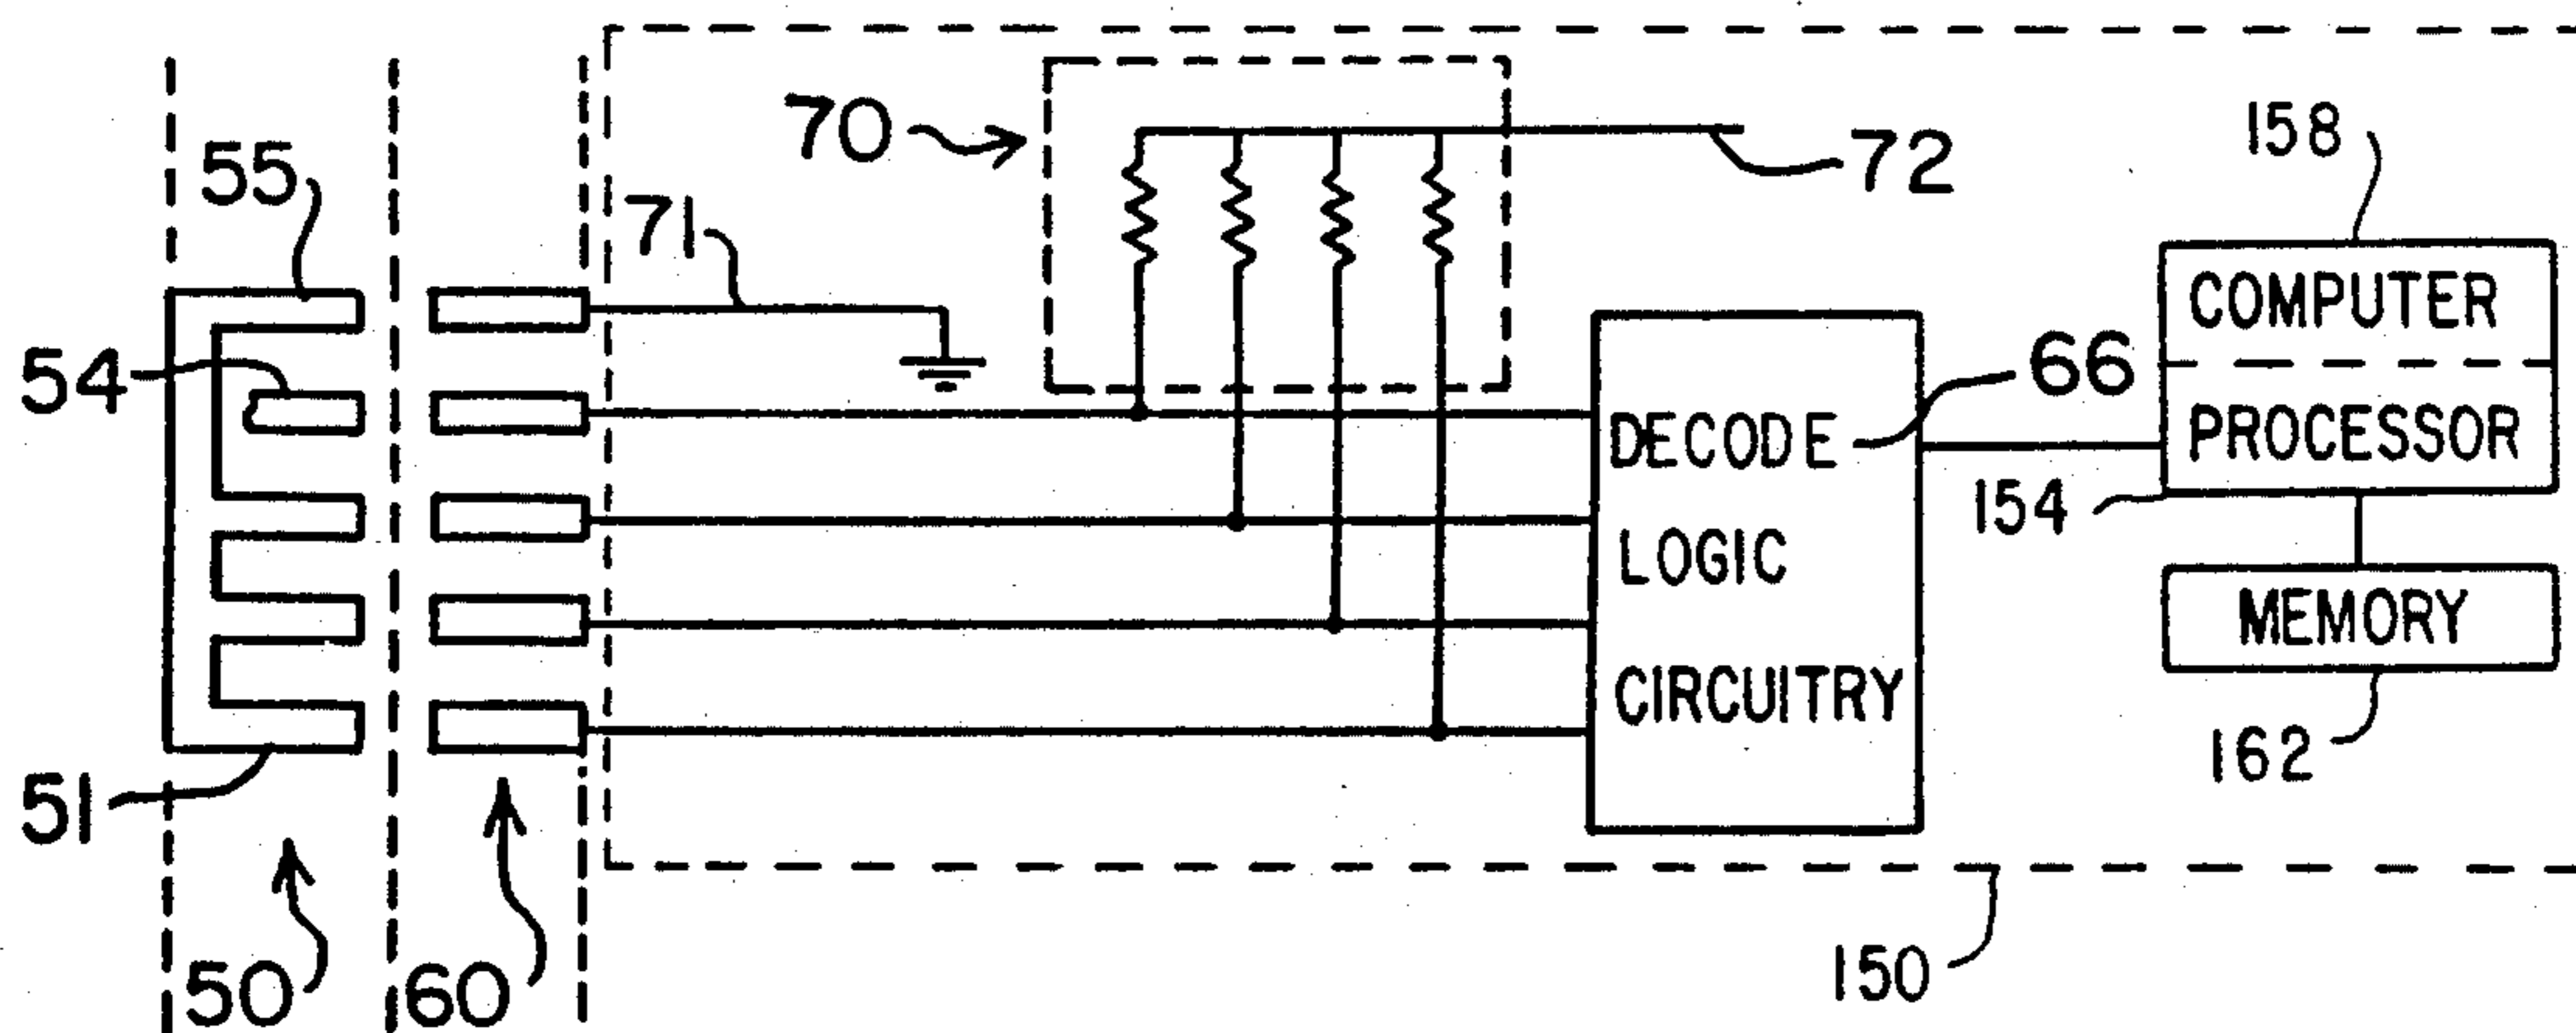 70
72
158
55
71
COMPUTER
54
66
DECODE
PROCESSOR
154
LOGIC
MEMORY
CIRCUITRY
51
162
50
60
150